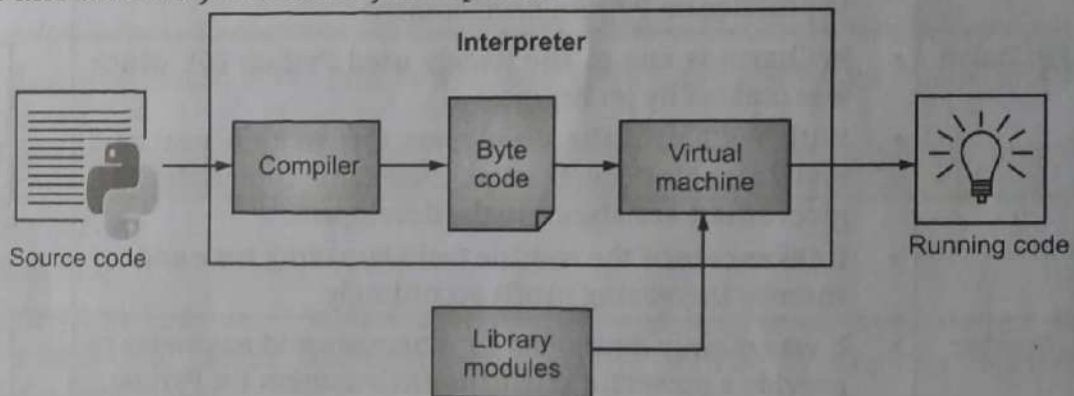 Interpreter
Source code
Compiler
Byte
code
Virtual
machine
Running code
Library
modules